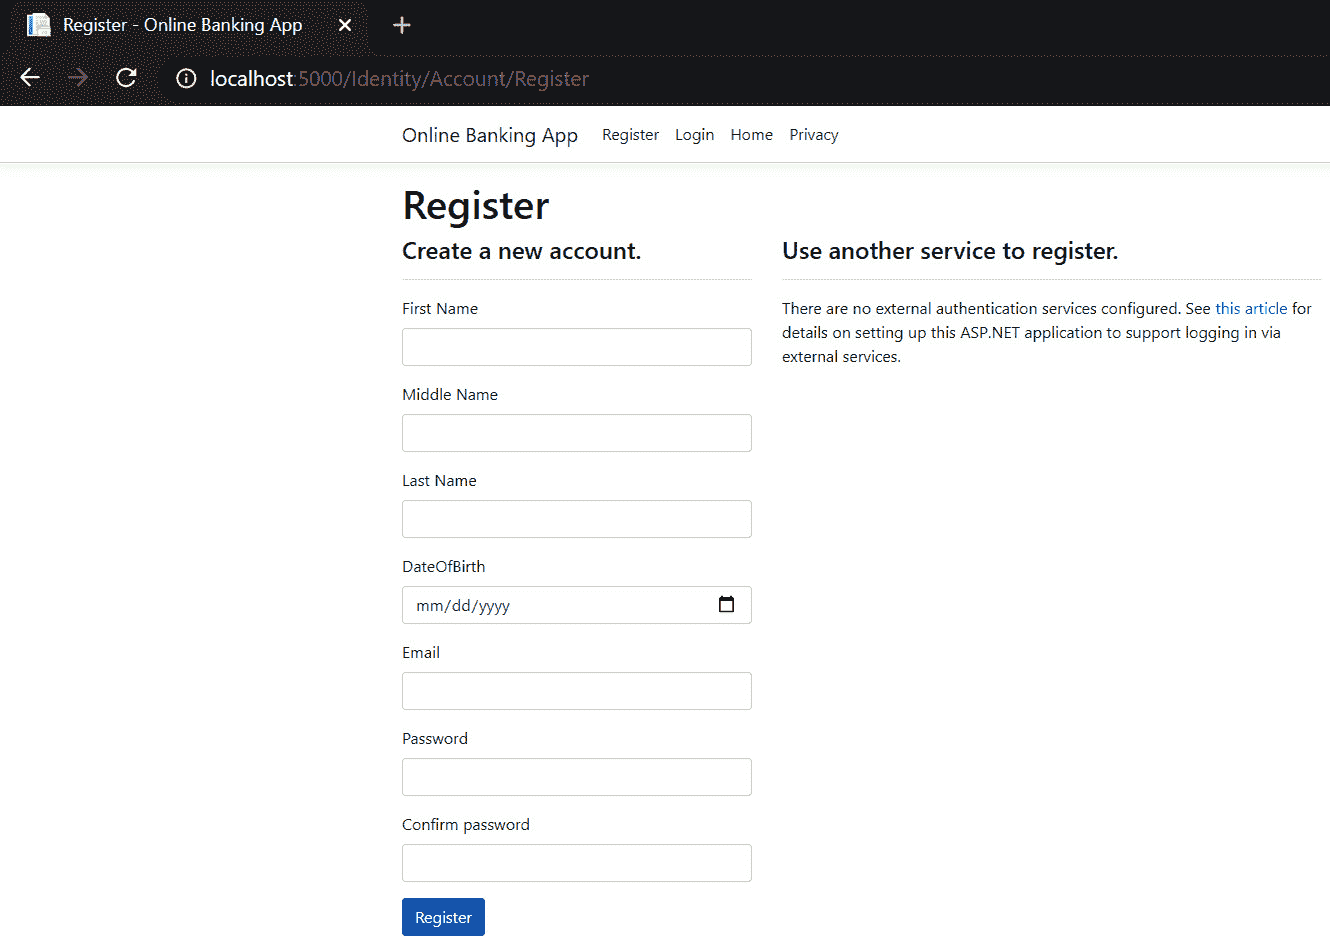 Register - Online Banking App
localhost:5000/Identity/Account/Register
Online Banking App Register Login Home Privacy
Register
Create a new account.
First Name
Middle Name
Last Name
DateOfBirth
mm/dd/yyyy
Email
Password
Confirm password
Register
Use another service to register.
There are no external authentication services configured. See this article for
details on setting up this ASP.NET application to support logging in via
external services.